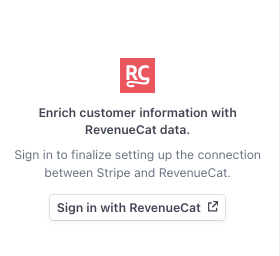 RC
Enrich customer information with
RevenueCat data.
Sign in to finalize setting up the connection
between Stripe and RevenueCat.
Sign in with RevenueCat